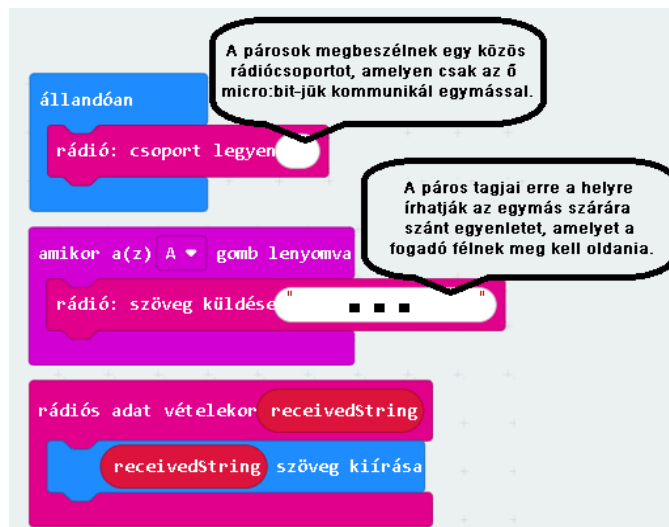 A párosok megbeszélnek egy közös
rádiócsoportot, amelyen csak az ő
micro:bit-jük kommunikál egymással.
állandóan
rádió: csoport legyen
A páros tagjai erre a helyre
írhatják az egymás szárára
szánt egyenletet, amelyet a
fogadó félnek meg kell oldania.
amikor a(z) A gomb lenyomva
rádió: szöveg küldése " ... "
rádiós adat vételekor receivedString
receivedString szöveg kiírása